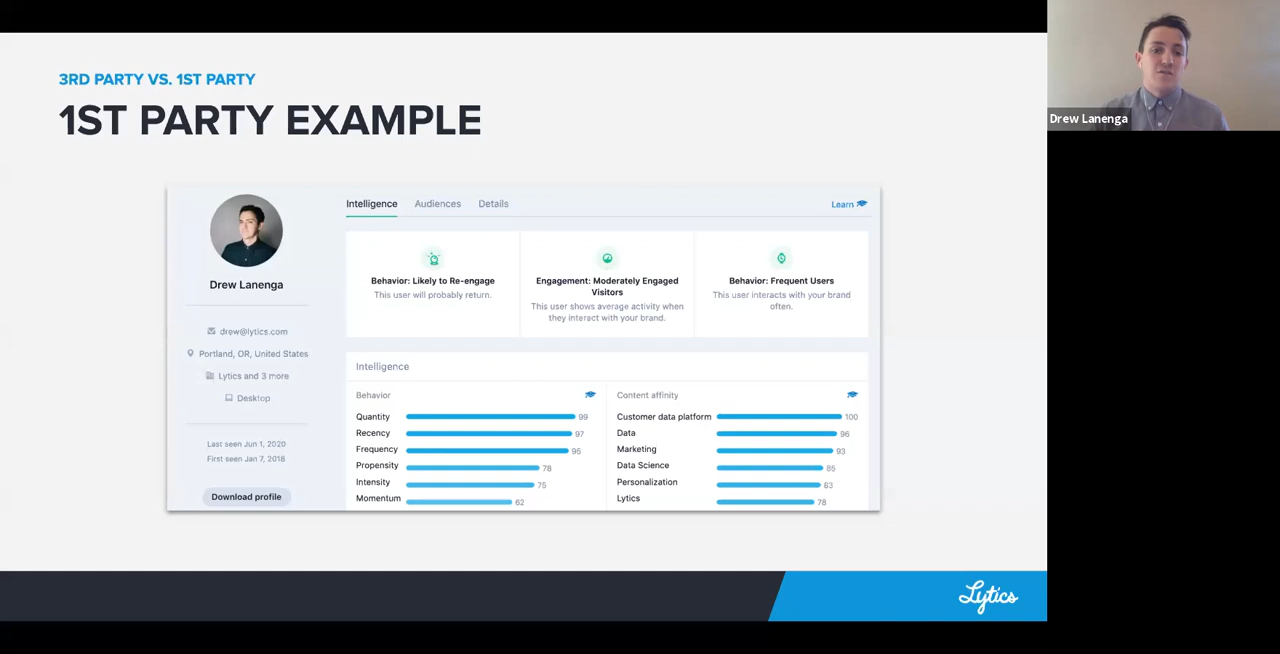 3RD PARTY VS. 1ST PARTY
1ST PARTY EXAMPLE
Drew Lanenga
Drew Lanenga
drew@lytics.com
Portland, OR, United States
Lytics and 3 more
Desktop
Last seen Jun 1, 2020
First seen Jan 7, 2018
Download profile
Intelligence Audiences Details Learn
Behavior: Likely to Re-engage
This user will probably return.
Engagement: Moderately Engaged
Visitors
This user shows average activity when
they interact with your brand.
Behavior: Frequent Users
This user interacts with your brand
often.
Intelligence
Behavior
Quantity 99
Recency 97
Frequency 96
Propensity 78
Intensity 75
Momentum 62
Content affinity
Customer data platform 100
Data 96
Marketing 93
Data Science 85
Personalization 83
Lytics 78
Lytics